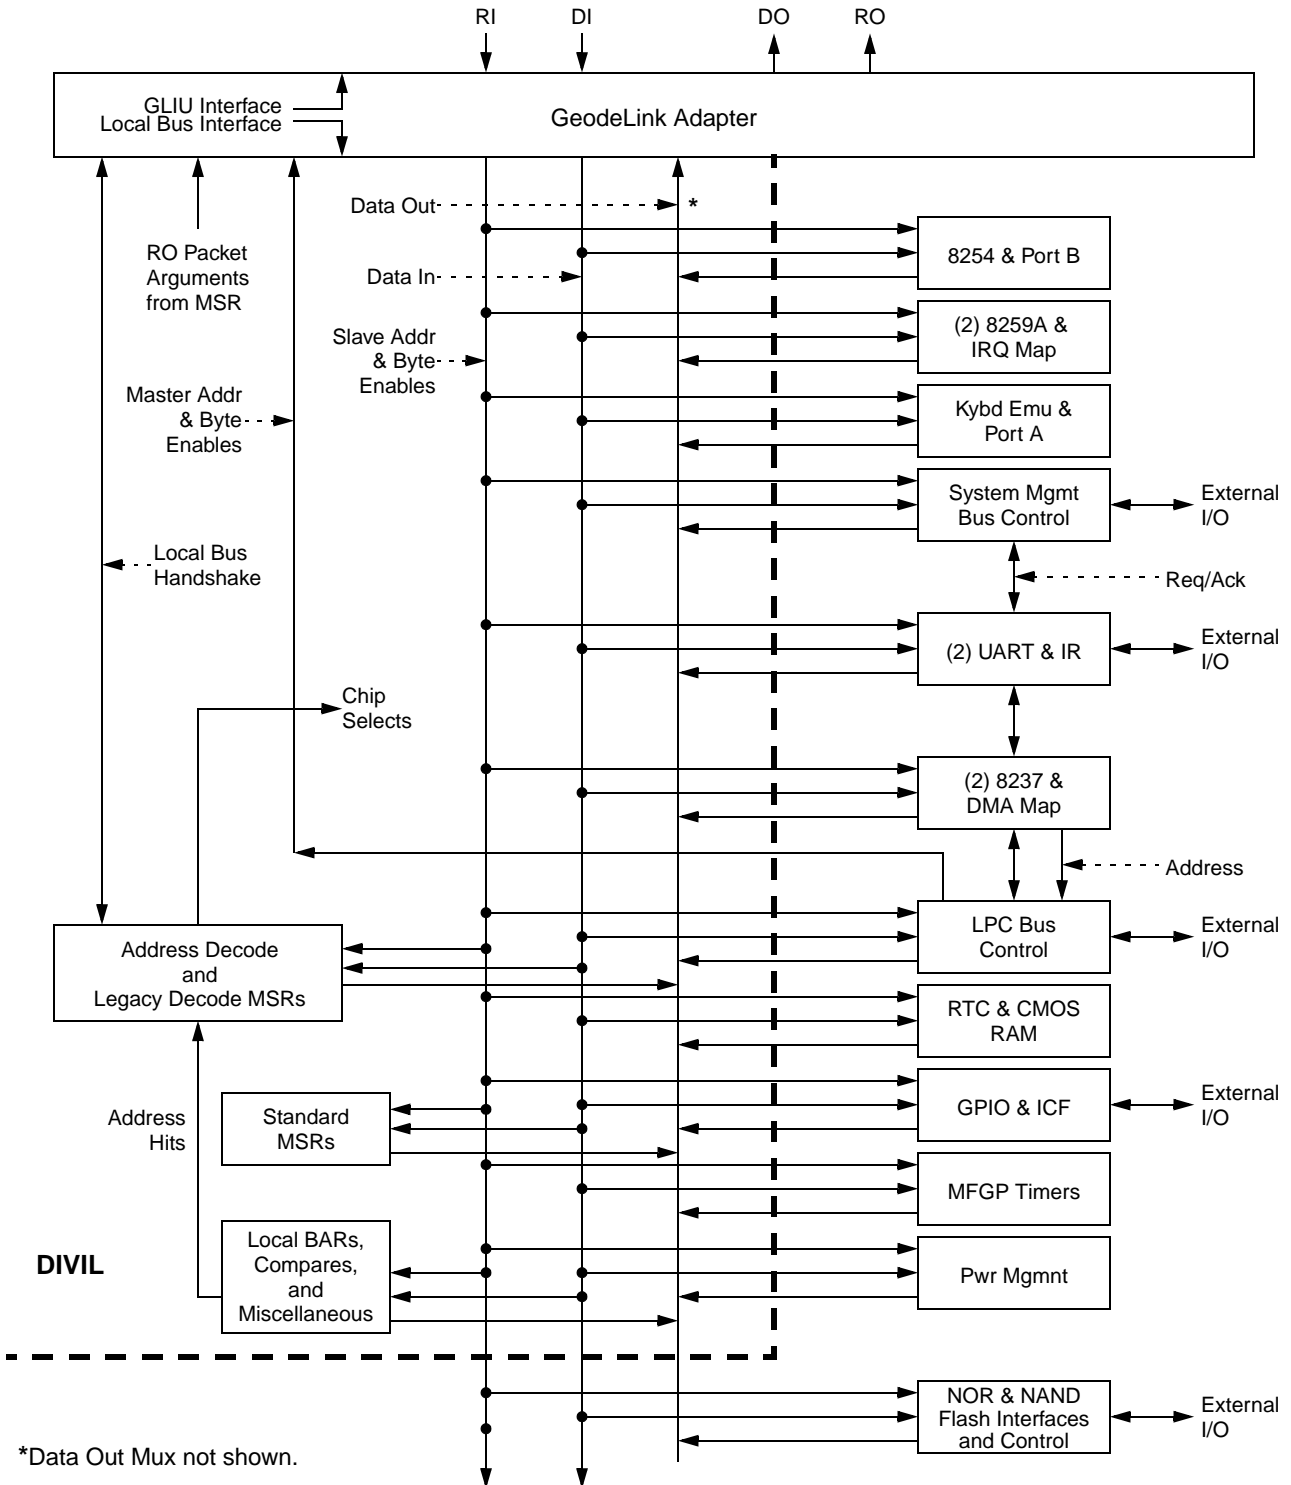 RI
DI
DO
RO
GLIU Interface
Local Bus Interface
GeodeLink Adapter
Data Out
*
RO Packet
Arguments
from MSR
8254 & Port B
Data In
Slave Addr
& Byte
Enables
(2) 8259A &
IRQ Map
Master Addr
& Byte
Enables
Kybd Emu &
Port A
System Mgmt
Bus Control
External
I/O
Local Bus
Handshake
Req/Ack
(2) UART & IR
External
I/O
Chip
Selects
(2) 8237 &
DMA Map
Address
Address Decode
and
Legacy Decode MSRs
LPC Bus
Control
External
I/O
RTC & CMOS
RAM
Address
Hits
Standard
MSRs
GPIO & ICF
External
I/O
MFGP Timers
DIVIL
Local BARs,
Compares,
and
Miscellaneous
Pwr Mgmnt
NOR & NAND
Flash Interfaces
and Control
External
I/O
*Data Out Mux not shown.